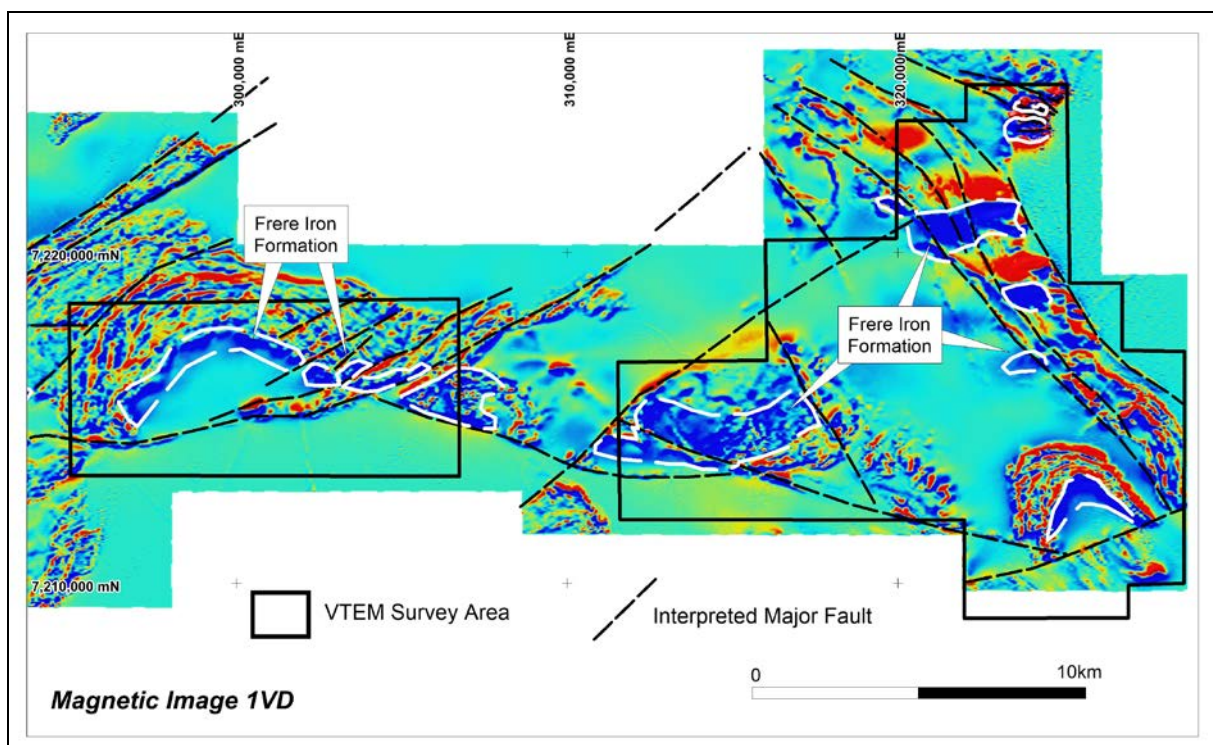 300,000 mE
310,000 mE
320,000 mE
Frere Iron
Formation
7,220,000 mN
Frere Iron
Formation
7,210,000 mN
VTEM Survey Area
Interpreted Major Fault
0
10km
Magnetic Image 1VD